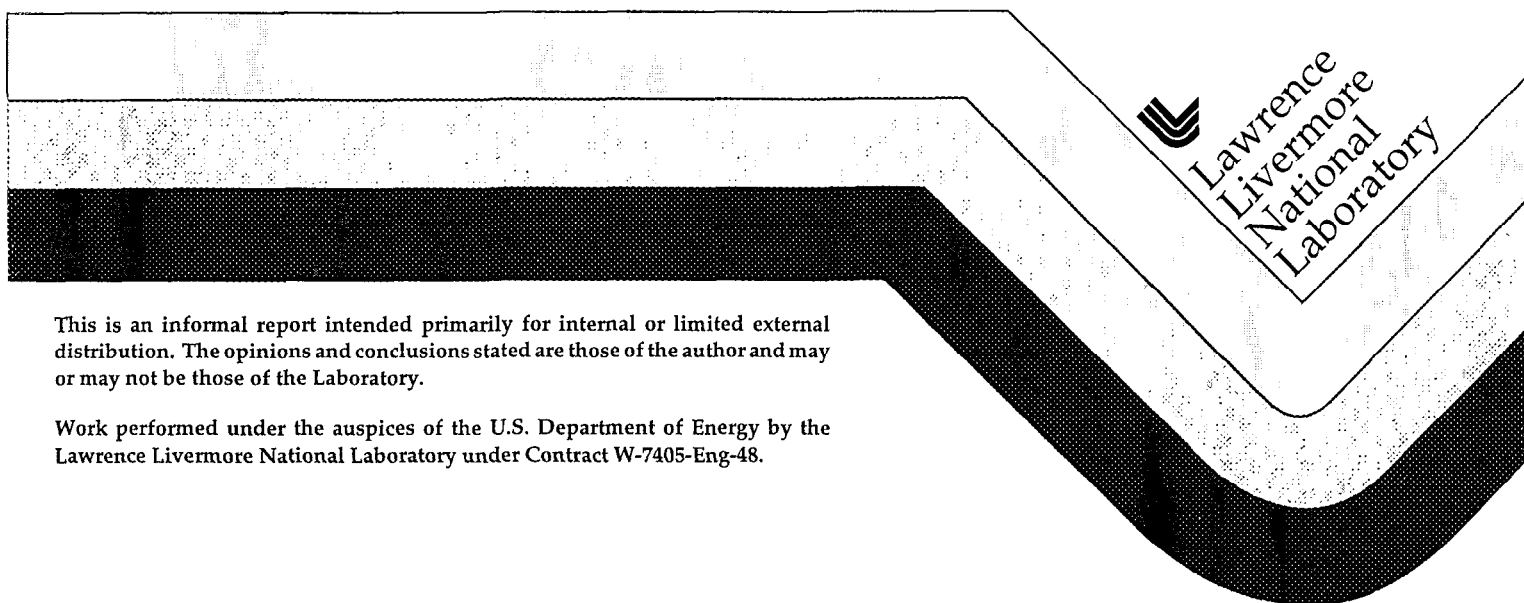 Lawrence
Livermore
National
Laboratory
This is an informal report intended primarily for internal or limited external
distribution. The opinions and conclusions stated are those of the author and may
or may not be those of the Laboratory.
Work performed under the auspices of the U.S. Department of Energy by the
Lawrence Livermore National Laboratory under Contract W-7405-Eng-48.